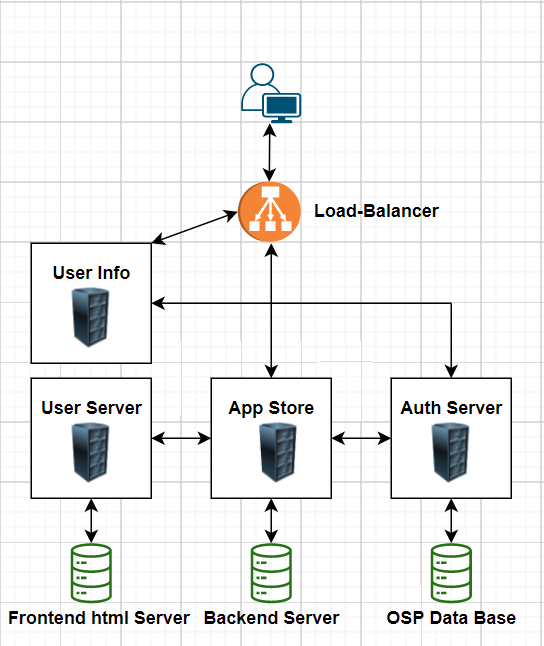 Load-Balancer
User Info
User Server
App Store
Auth Server
Frontend html Server
Backend Server
OSP Data Base